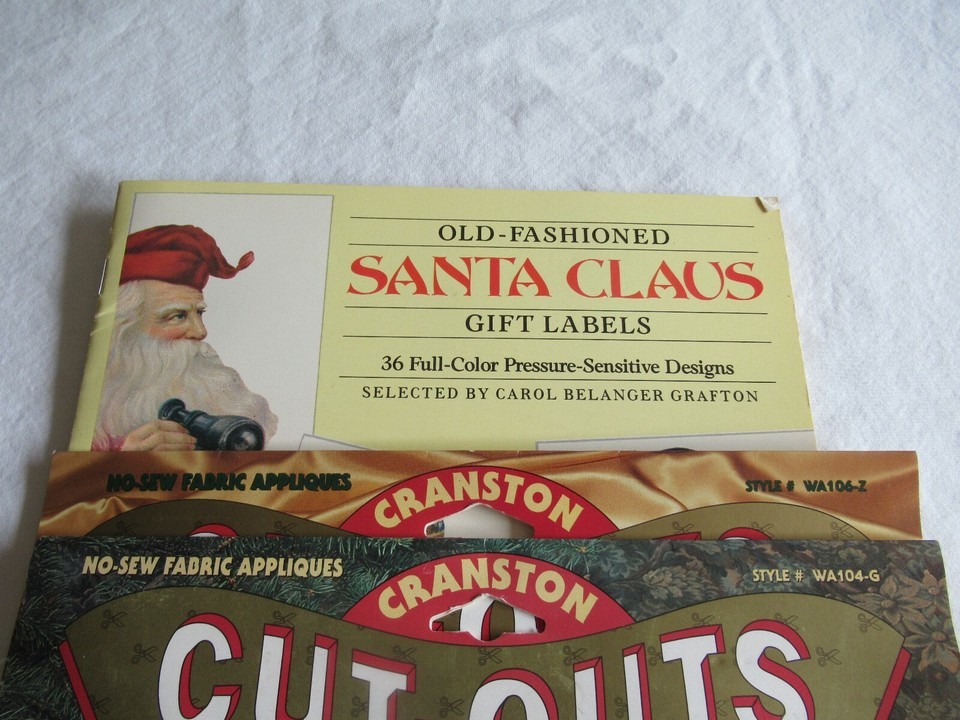 OLD-FASHIONED
SANTA CLAUS
GIFT LABELS
36 Full-Color Pressure-Sensitive Designs
SELECTED BY CAROL BELANGER GRAFTON
NO-SEW FABRIC APPLIQUES
CRANSTON
STYLE # WA106-Z
NO-SEW FABRIC APPLIQUES
CRANSTON
STYLE # WA104-G
CUT OUTS